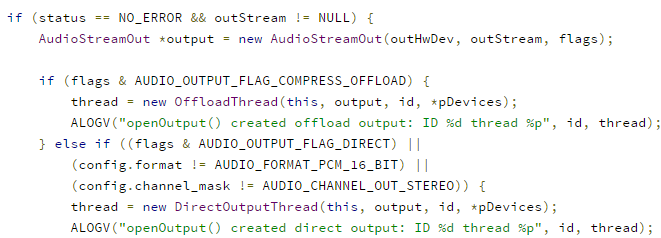 if (status == NO_ERROR && outStream != NULL) {
    AudioStreamOut *output = new AudioStreamOut(outHwDev, outStream, flags);

    if (flags & AUDIO_OUTPUT_FLAG_COMPRESS_OFFLOAD) {
        thread = new OffloadThread(this, output, id, *pDevices);
        ALOGV("openOutput() created offload output: ID %d thread %p", id, thread);
    } else if ((flags & AUDIO_OUTPUT_FLAG_DIRECT) ||
        (config.format != AUDIO_FORMAT_PCM_16_BIT) ||
        (config.channel_mask != AUDIO_CHANNEL_OUT_STEREO)) {
        thread = new DirectOutputThread(this, output, id, *pDevices);
        ALOGV("openOutput() created direct output: ID %d thread %p", id, thread);